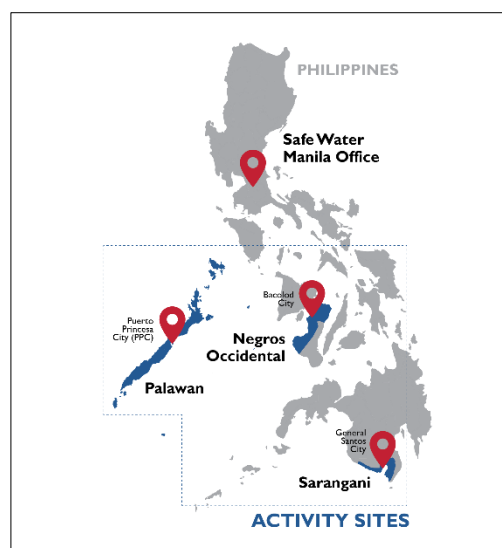 PHILIPPINES
Safe Water
Manila Office
Bacolod
City
Puerto
Princesa
City (PPC)
Negros
Occidental
Palawan
General
Santos
City
Sarangani
ACTIVITY SITES